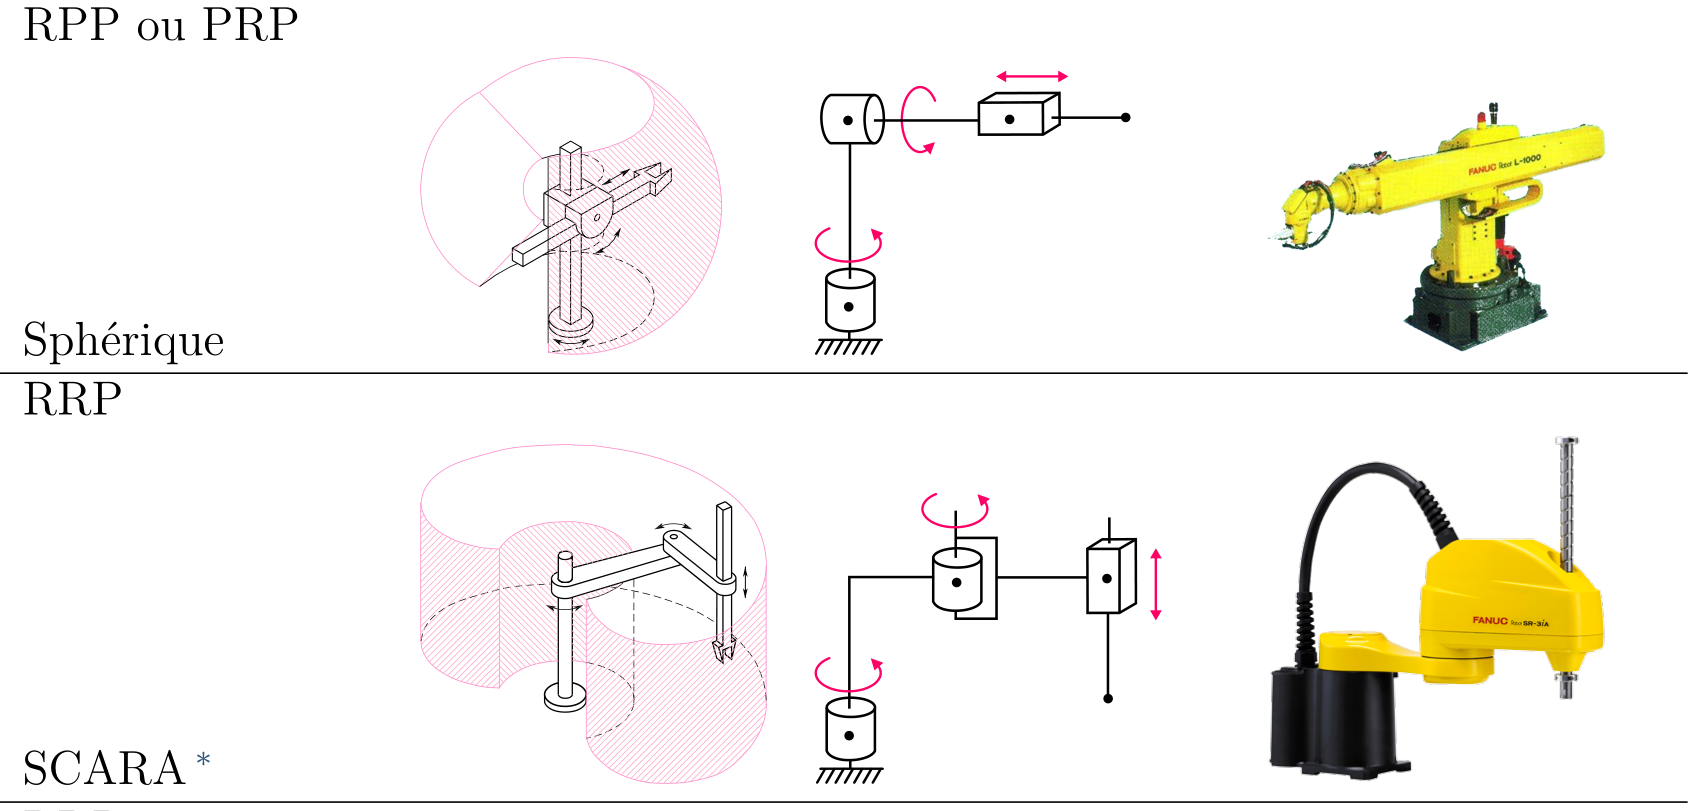 RPP ou PRP
FANUC Robot L-1000
Sphérique
RRP
FANUC Robot SR-3iA
SCARA *